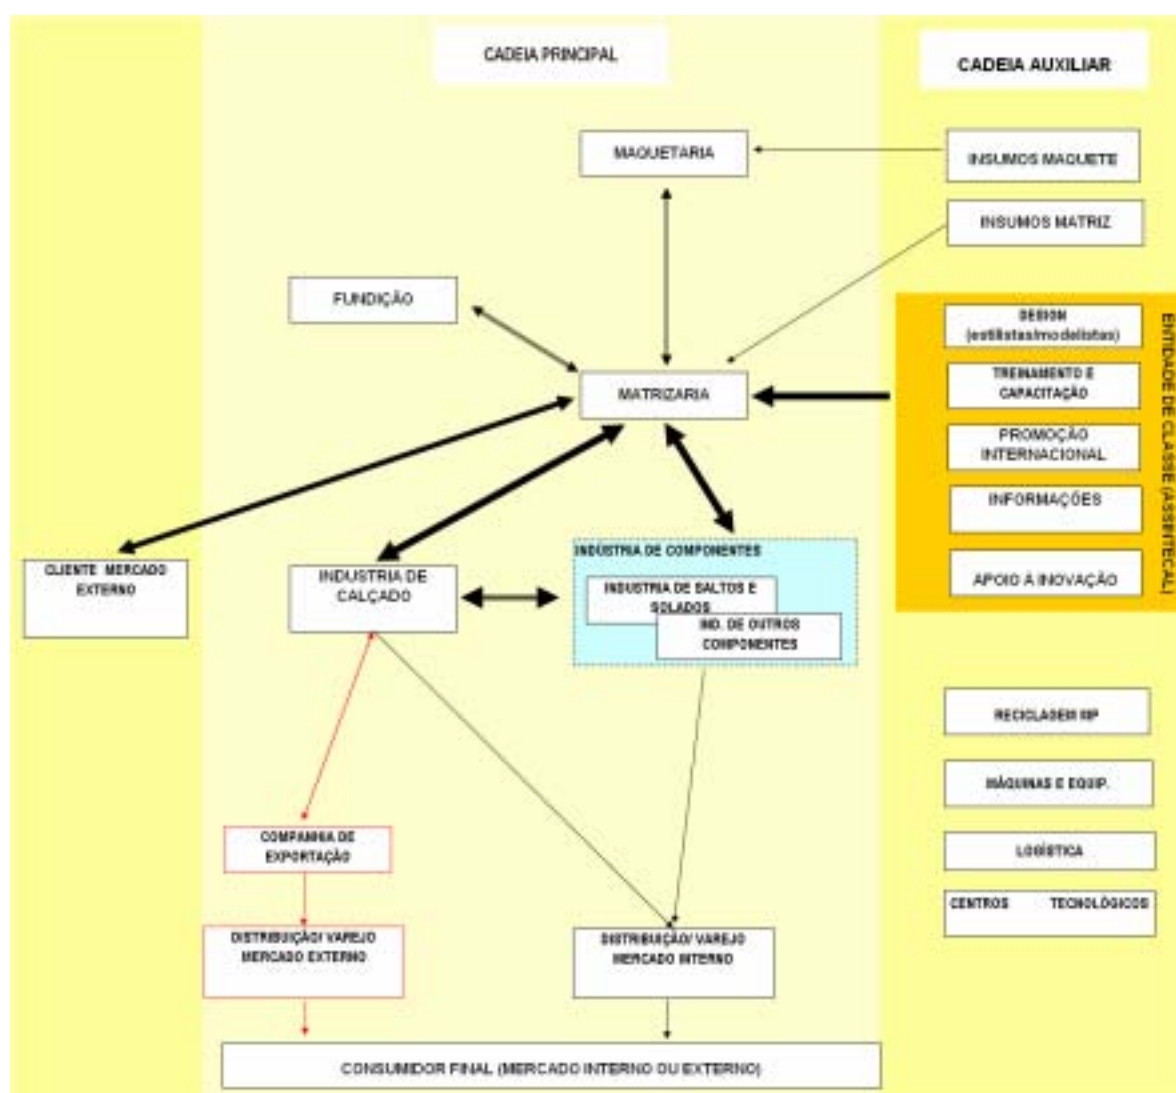 CADEIA PRINCIPAL
CADEIA AUXILIAR
MAQUETARIA
INSUMOS MAQUETE
INSUMOS MATRIZ
FUNDIÇÃO
DESIGN
(estilistas/modelistas)
TREINAMENTO E
CAPACITAÇÃO
MATRIZARIA
PROMOÇÃO
INTERNACIONAL
INFORMAÇÕES
APOIO À INOVAÇÃO
ENTIDADE DE CLASSE (ASSINTECAL)
CLIENTE MERCADO
EXTERNO
INDUSTRIA DE
CALÇADO
INDÚSTRIA DE COMPONENTES
INDUSTRIA DE SALTOS E
SOLADOS
IND. DE OUTROS
COMPONENTES
RECICLAGEM MP
MÁQUINAS E EQUIP.
LOGÍSTICA
CENTROS TECNOLÓGICOS
COMPANHIA DE
EXPORTAÇÃO
DISTRIBUIÇÃO/ VAREJO
MERCADO EXTERNO
DISTRIBUIÇÃO/ VAREJO
MERCADO INTERNO
CONSUMIDOR FINAL (MERCADO INTERNO OU EXTERNO)